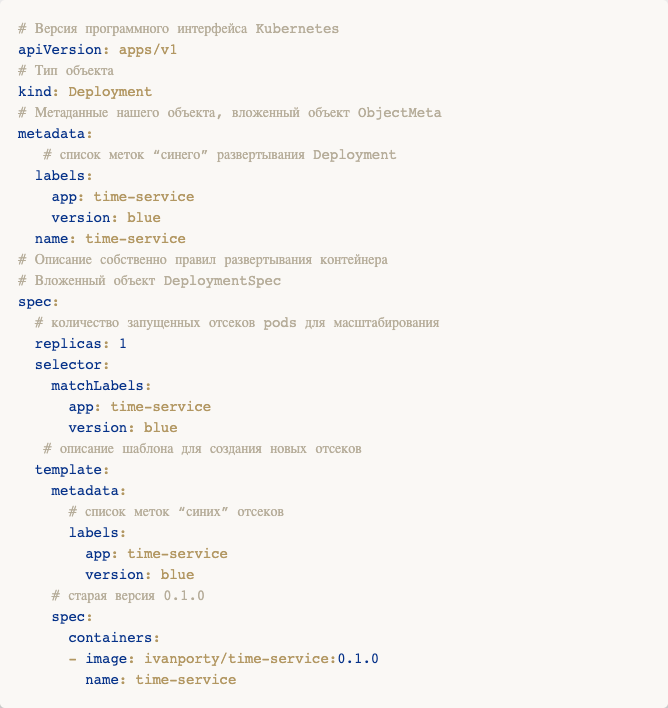 # Версия программного интерфейса Kubernetes
apiVersion: apps/v1
# Тип объекта
kind: Deployment
# Метаданные нашего объекта, вложенный объект ObjectMeta
metadata:
   # список меток “синего” развертывания Deployment
  labels:
    app: time-service
    version: blue
  name: time-service
# Описание собственно правил развертывания контейнера
# Вложенный объект DeploymentSpec
spec:
  # количество запущенных отсеков pods для масштабирования
  replicas: 1
  selector:
    matchLabels:
      app: time-service
      version: blue
   # описание шаблона для создания новых отсеков
  template:
    metadata:
      # список меток “синих” отсеков
      labels:
        app: time-service
        version: blue
    # старая версия 0.1.0
    spec:
      containers:
      - image: ivanporty/time-service:0.1.0
        name: time-service